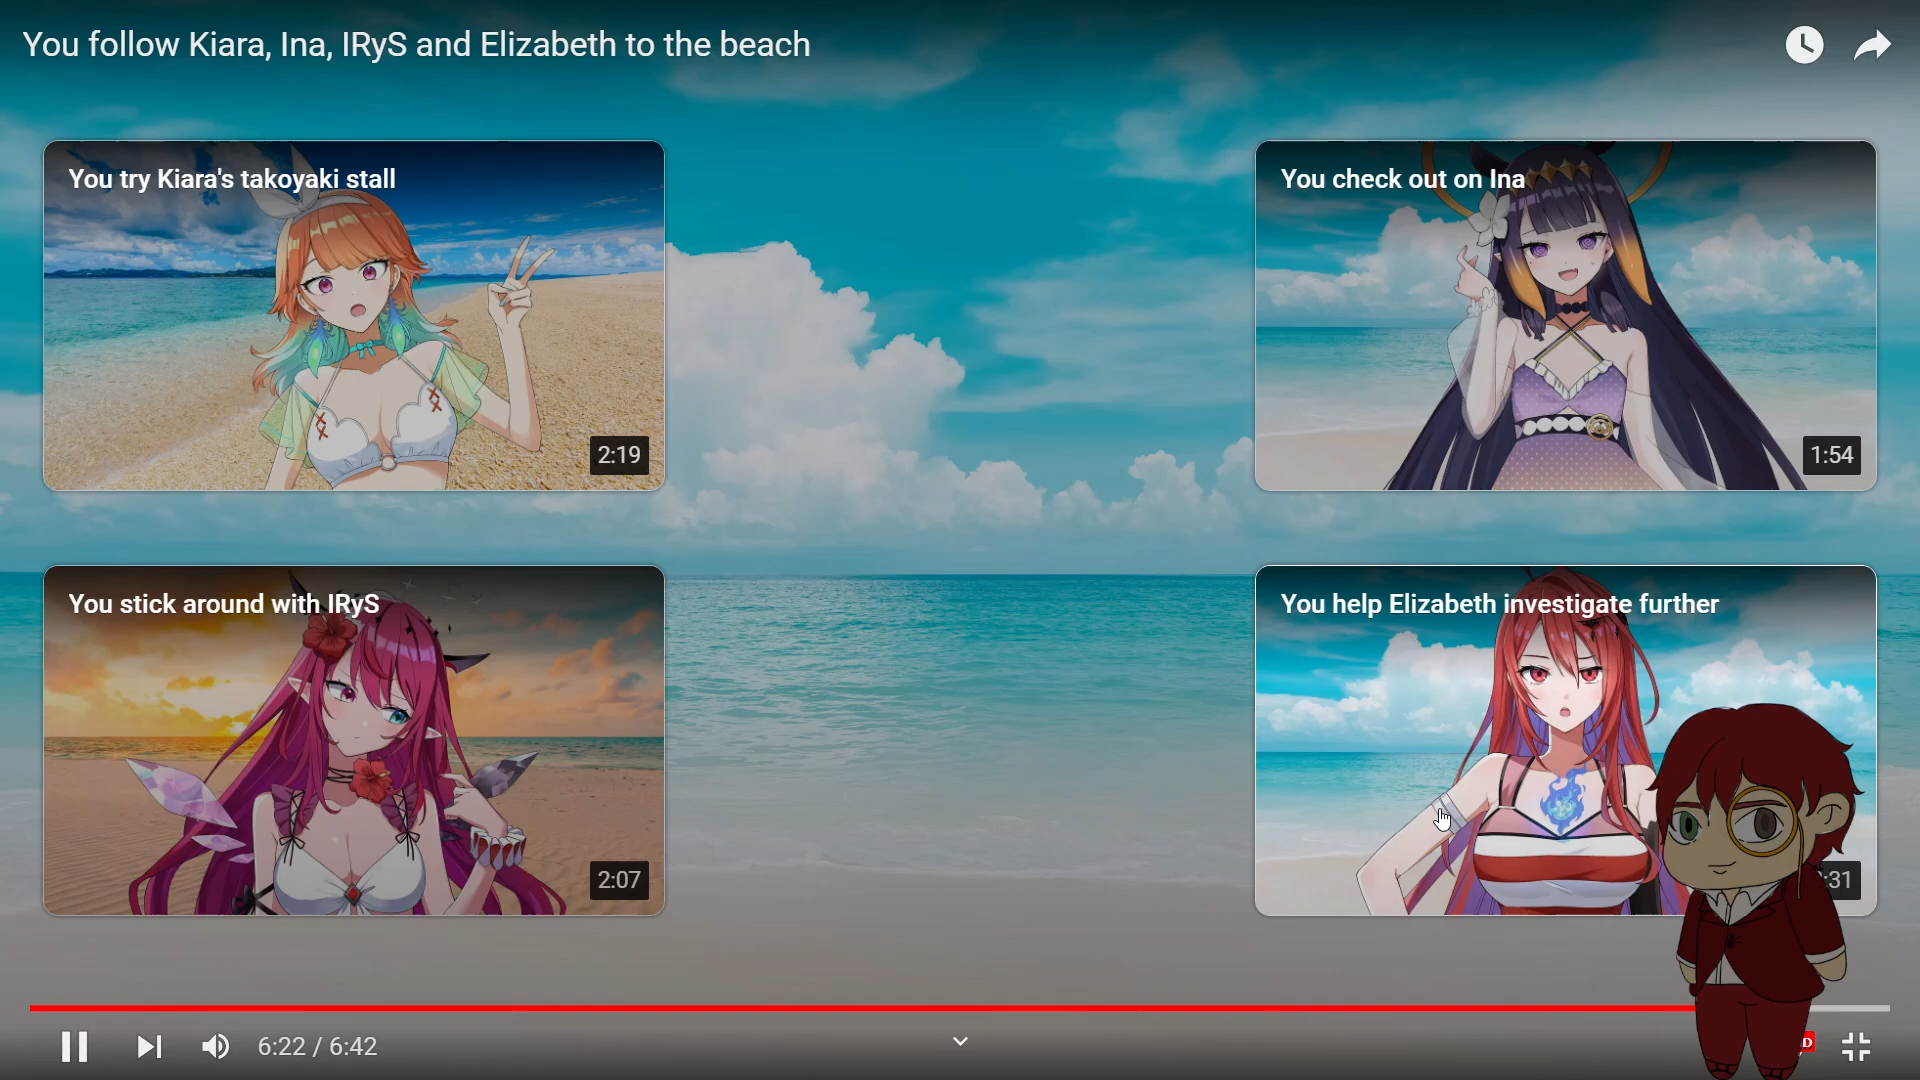 You follow Kiara, Ina, IRyS and Elizabeth to the beach
You try Kiara's takoyaki stall
2:19
You check out on Ina
1:54
You stick around with IRyS
2:07
You help Elizabeth investigate further
:31
6:22 / 6:42